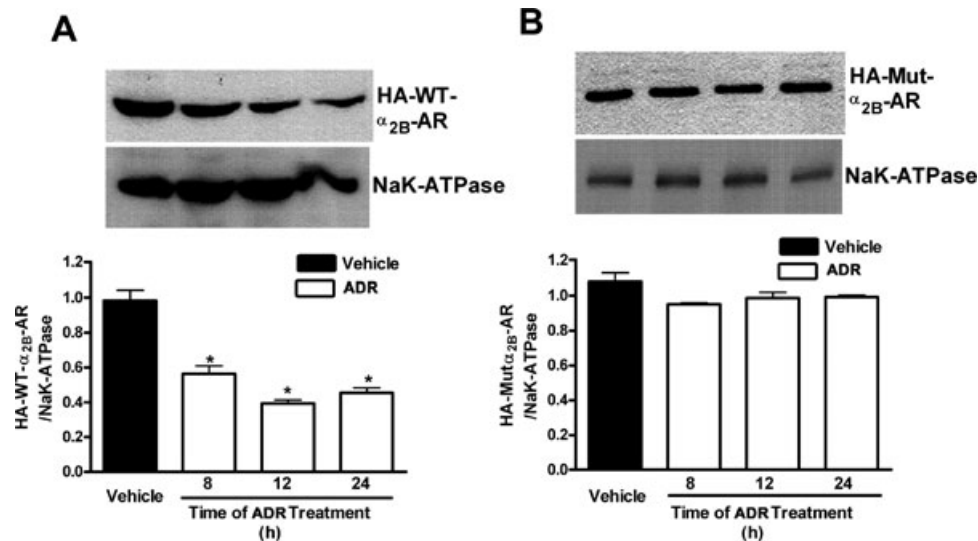 A
HA-WT-
α2B-AR
NaK-ATPase
1.2
1.0
0.8
0.6
0.4
0.2
0.0
HA-WT-α2B-AR
/NaK-ATPase
Vehicle
ADR
*
*
*
Vehicle
8 12 24
Time of ADR Treatment
(h)
B
HA-Mut-
α2B-AR
NaK-ATPase
1.2
1.0
0.8
0.6
0.4
0.2
0.0
HA-Mutα2B-AR
/NaK-ATPase
Vehicle
ADR
Vehicle
8 12 24
Time of ADR Treatment
(h)